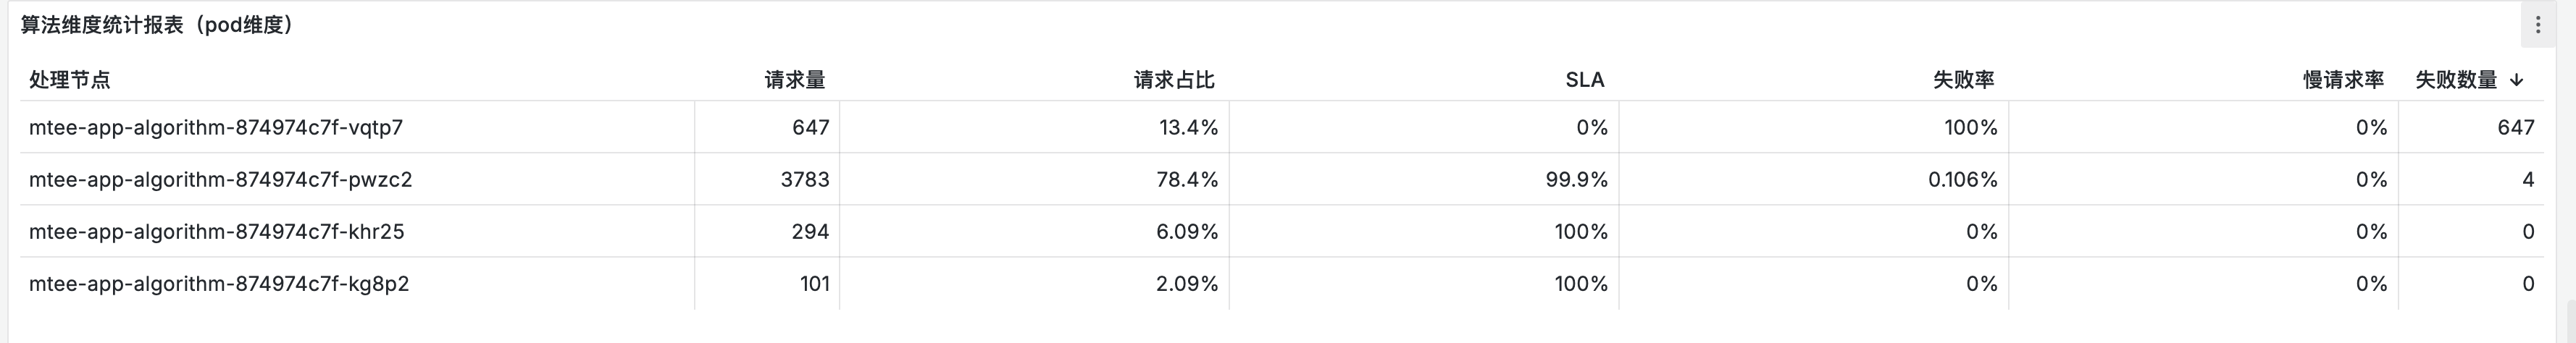 算法维度统计报表（pod维度）
处理节点 请求量 请求占比 SLA 失败率 慢请求率 失败数量 ↓
mtee-app-algorithm-874974c7f-vqtp7 647 13.4% 0% 100% 0% 647
mtee-app-algorithm-874974c7f-pwzc2 3783 78.4% 99.9% 0.106% 0% 4
mtee-app-algorithm-874974c7f-khr25 294 6.09% 100% 0% 0% 0
mtee-app-algorithm-874974c7f-kg8p2 101 2.09% 100% 0% 0% 0